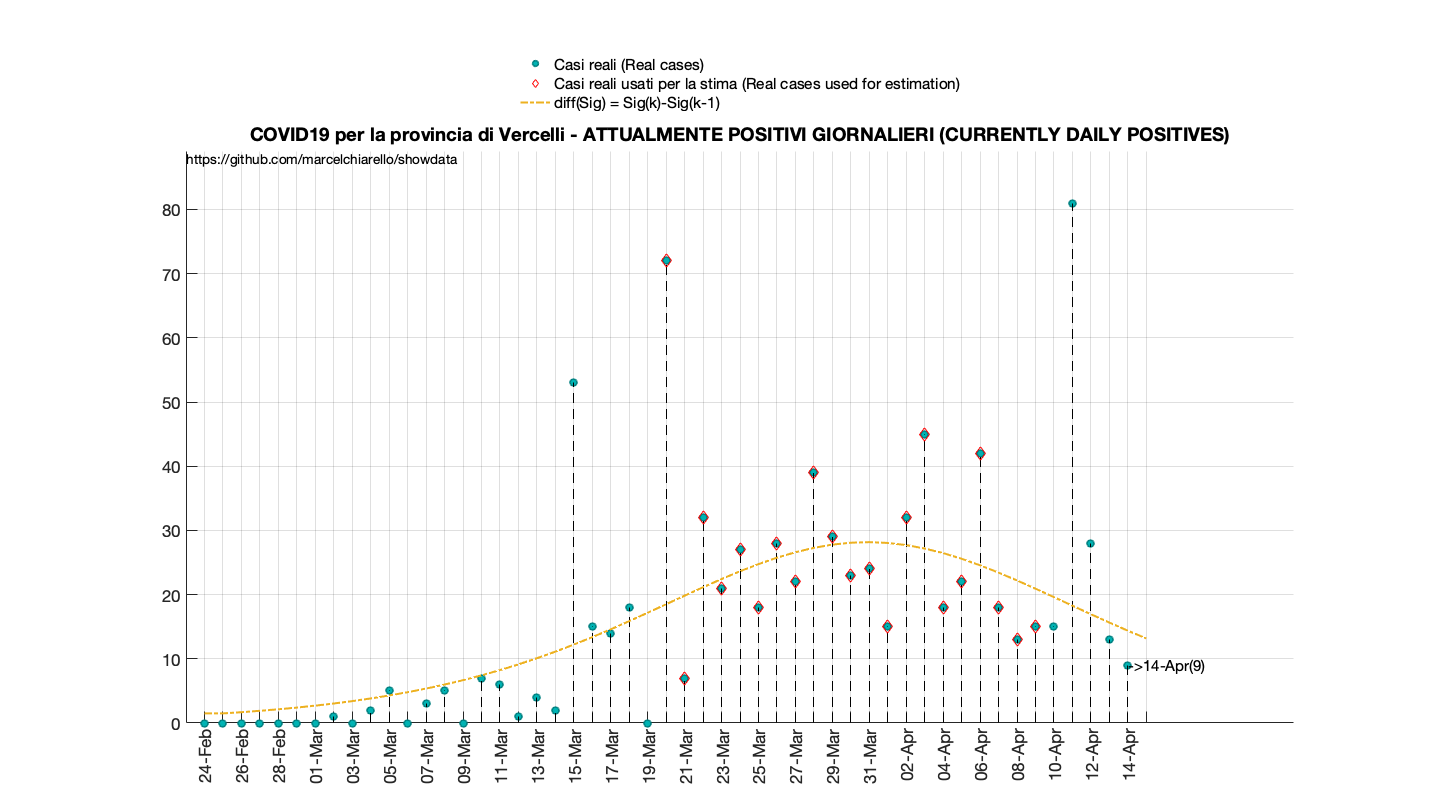 Casi reali (Real cases)
Casi reali usati per la stima (Real cases used for estimation)
diff(Sig) = Sig(k)-Sig(k-1)
COVID19 per la provincia di Vercelli - ATTUALMENTE POSITIVI GIORNALIERI (CURRENTLY DAILY POSITIVES)
https://github.com/marcelchiarello/showdata
80
70
60
50
40
30
20
10
0
->14-Apr(9)
24-Feb
26-Feb
28-Feb
01-Mar
03-Mar
05-Mar
07-Mar
09-Mar
11-Mar
13-Mar
15-Mar
17-Mar
19-Mar
21-Mar
23-Mar
25-Mar
27-Mar
29-Mar
31-Mar
02-Apr
04-Apr
06-Apr
08-Apr
10-Apr
12-Apr
14-Apr